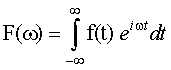 F(ω) = ∫_{-∞}^{∞} f(t) e^{iωt} dt